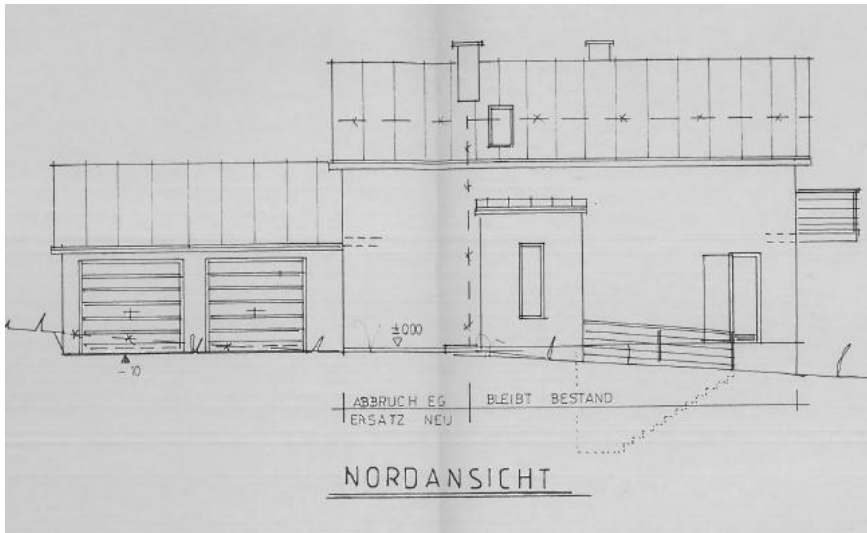 ±0.00
-10
ABBRUCH EG
ERSATZ NEU
BLEIBT BESTAND
NORDANSICHT